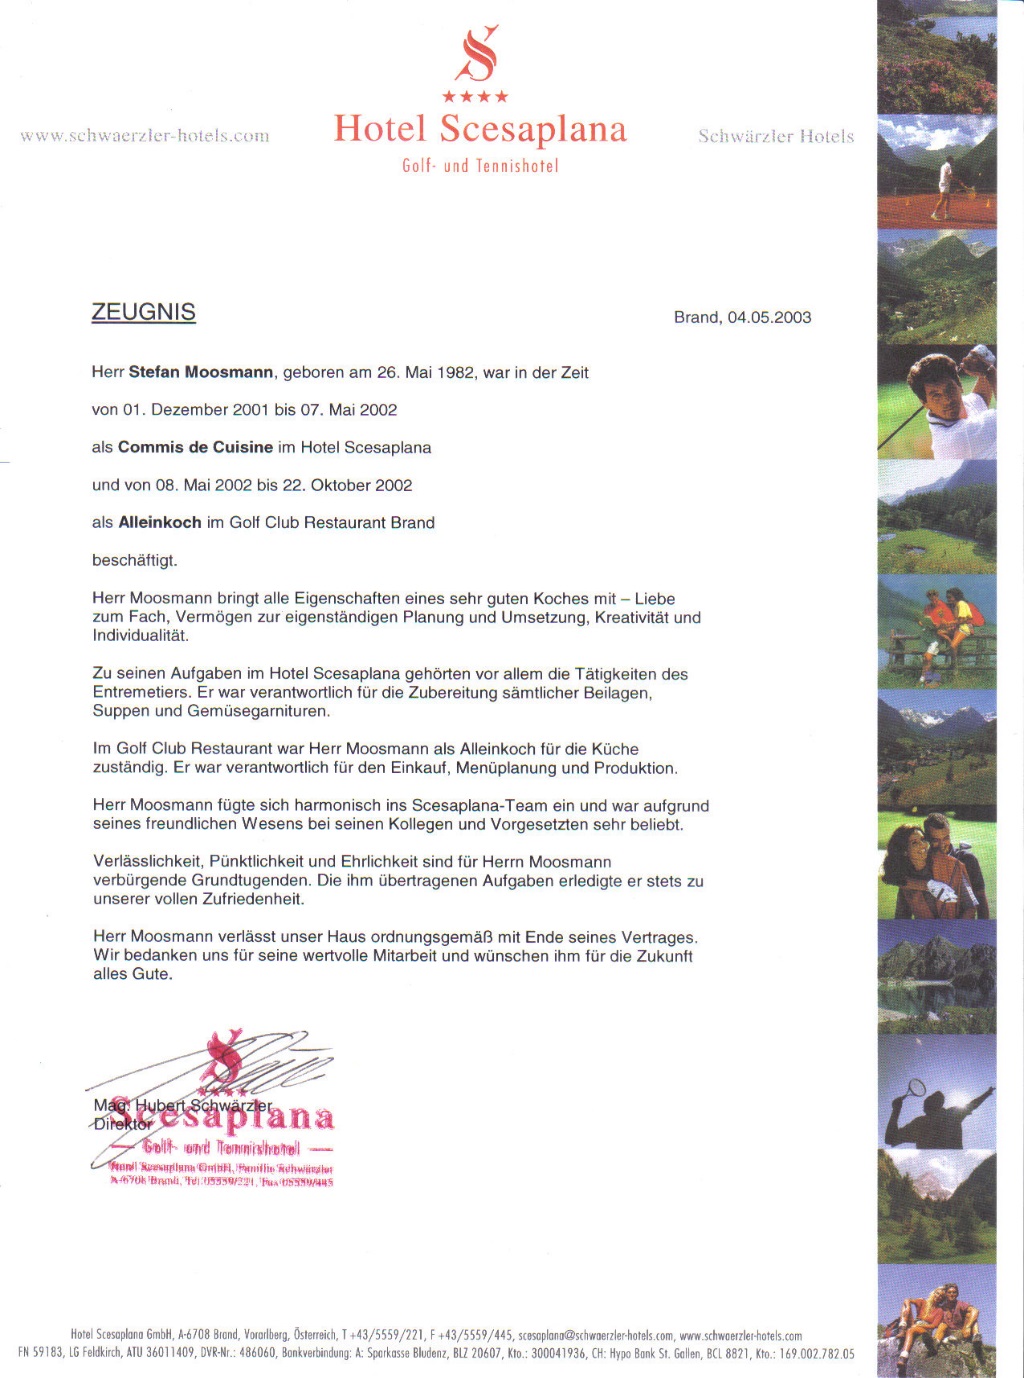 S
★★★★
www.schwaerzler-hotels.com
Hotel Scesaplana
Schwärzler Hotels
Golf- und Tennishotel
ZEUGNIS
Brand, 04.05.2003
Herr Stefan Moosmann, geboren am 26. Mai 1982, war in der Zeit
von 01. Dezember 2001 bis 07. Mai 2002
als Commis de Cuisine im Hotel Scesaplana
und von 08. Mai 2002 bis 22. Oktober 2002
als Alleinkoch im Golf Club Restaurant Brand
beschäftigt.
Herr Moosmann bringt alle Eigenschaften eines sehr guten Koches mit – Liebe
zum Fach, Vermögen zur eigenständigen Planung und Umsetzung, Kreativität und
Individualität.
Zu seinen Aufgaben im Hotel Scesaplana gehörten vor allem die Tätigkeiten des
Entremetiers. Er war verantwortlich für die Zubereitung sämtlicher Beilagen,
Suppen und Gemüsegarnituren.
Im Golf Club Restaurant war Herr Moosmann als Alleinkoch für die Küche
zuständig. Er war verantwortlich für den Einkauf, Menüplanung und Produktion.
Herr Moosmann fügte sich harmonisch ins Scesaplana-Team ein und war aufgrund
seines freundlichen Wesens bei seinen Kollegen und Vorgesetzten sehr beliebt.
Verlässlichkeit, Pünktlichkeit und Ehrlichkeit sind für Herrn Moosmann
verbürgende Grundtugenden. Die ihm übertragenen Aufgaben erledigte er stets zu
unserer vollen Zufriedenheit.
Herr Moosmann verlässt unser Haus ordnungsgemäß mit Ende seines Vertrages.
Wir bedanken uns für seine wertvolle Mitarbeit und wünschen ihm für die Zukunft
alles Gute.
Mag. Hubert Schwärzler
Direktor
Scesaplana
Golf- und Tennishotel
Hotel Scesaplana GmbH, Familie Schwärzler
A-6708 Brand, Tel. 05559/221, Fax 05559/445
Hotel Scesaplana GmbH, A-6708 Brand, Vorarlberg, Österreich, T +43/5559/221, F +43/5559/445, scesaplana@schwaerzler-hotels.com, www.schwaerzler-hotels.com
FN 59183, LG Feldkirch, ATU 36011409, DVR-Nr.: 486060, Bankverbindung: A: Sparkasse Bludenz, BLZ 20607, Kto.: 300041936, CH: Hypo Bank St. Gallen, BCL 8821, Kto.: 169.002.782.05